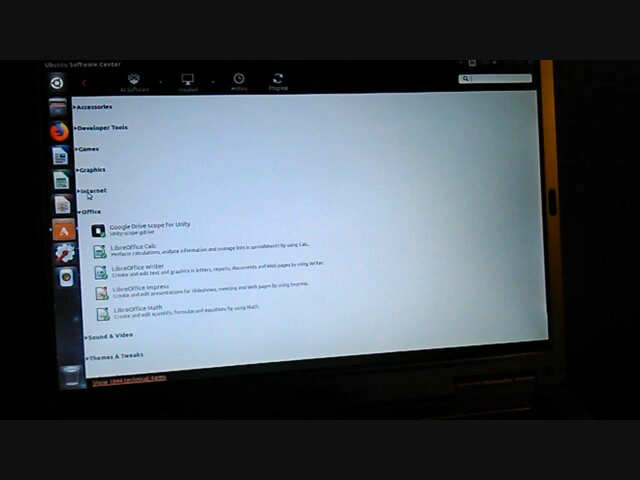 Ubuntu Software Center
All Software
Installed
History
Progress
Accessories
Developer Tools
Games
Graphics
Internet
Office
Google Drive scope for Unity
Unity-scope-gdrive
LibreOffice Calc
Perform calculations, analyze information and manage lists in spreadsheets by using Calc.
LibreOffice Writer
Create and edit text and graphics in letters, reports, documents and Web pages by using Writer.
LibreOffice Impress
Create and edit presentations for slideshows, meeting and Web pages by using Impress.
LibreOffice Math
Create and edit scientific formulas and equations by using Math.
Sound & Video
Themes & Tweaks
Show 1944 technical items